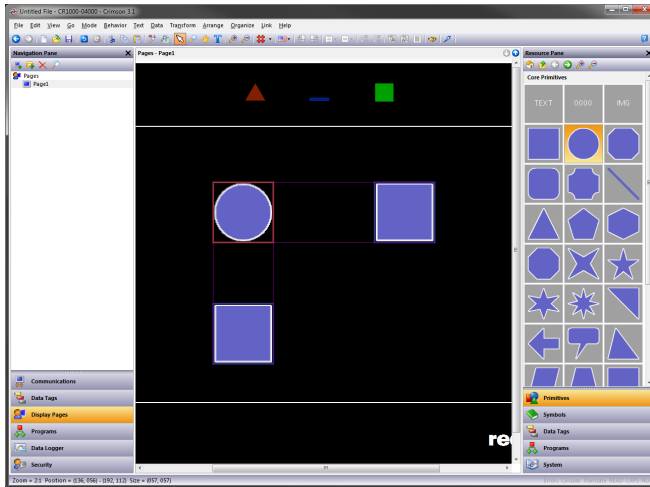 Untitled File - CR1000-04000 - Crimson 3.1
File Edit View Go Mode Behavior Text Data Transform Arrange Organize Link Help
Navigation Pane
Pages - Page1
Resource Pane
Pages
Page1
Core Primitives
TEXT 0000 IMG
Communications
Data Tags
Display Pages
Programs
Data Logger
Security
Primitives
Symbols
Data Tags
Programs
System
Zoom = 2:1 Position = (136, 056) - (192, 112) Size = (057, 057)